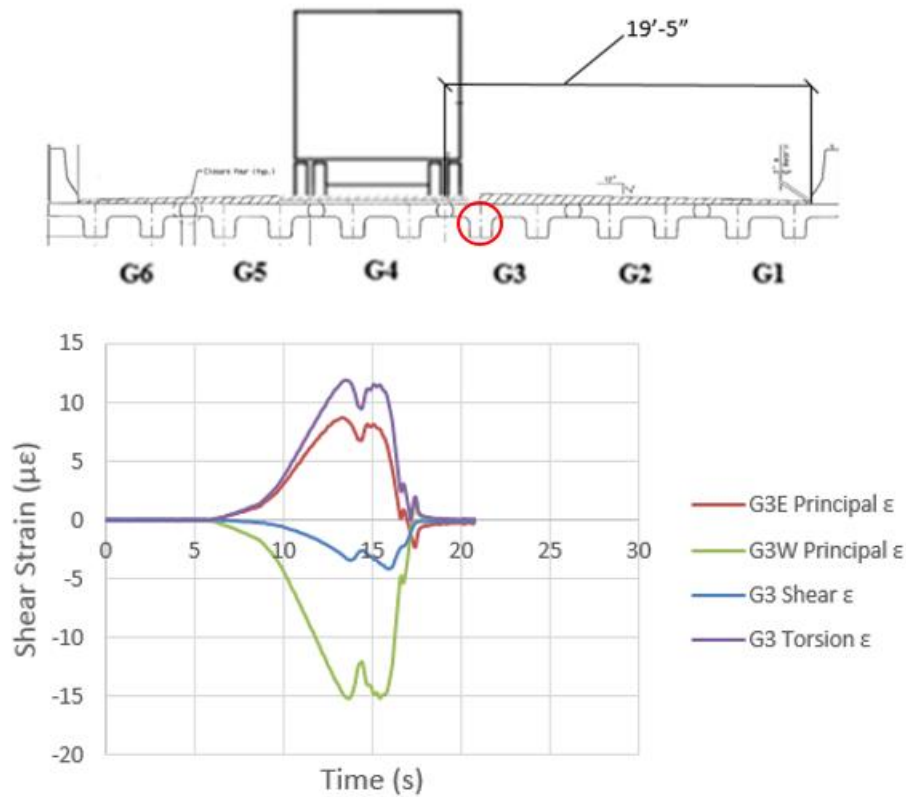 19’-5”
Closure Pour (typ.)
12"
G6 G5 G4 G3 G2 G1
15
10
5
0
-5
-10
-15
-20
0 5 10 15 20 25 30
Shear Strain (με)
Time (s)
G3E Principal ε
G3W Principal ε
G3 Shear ε
G3 Torsion ε